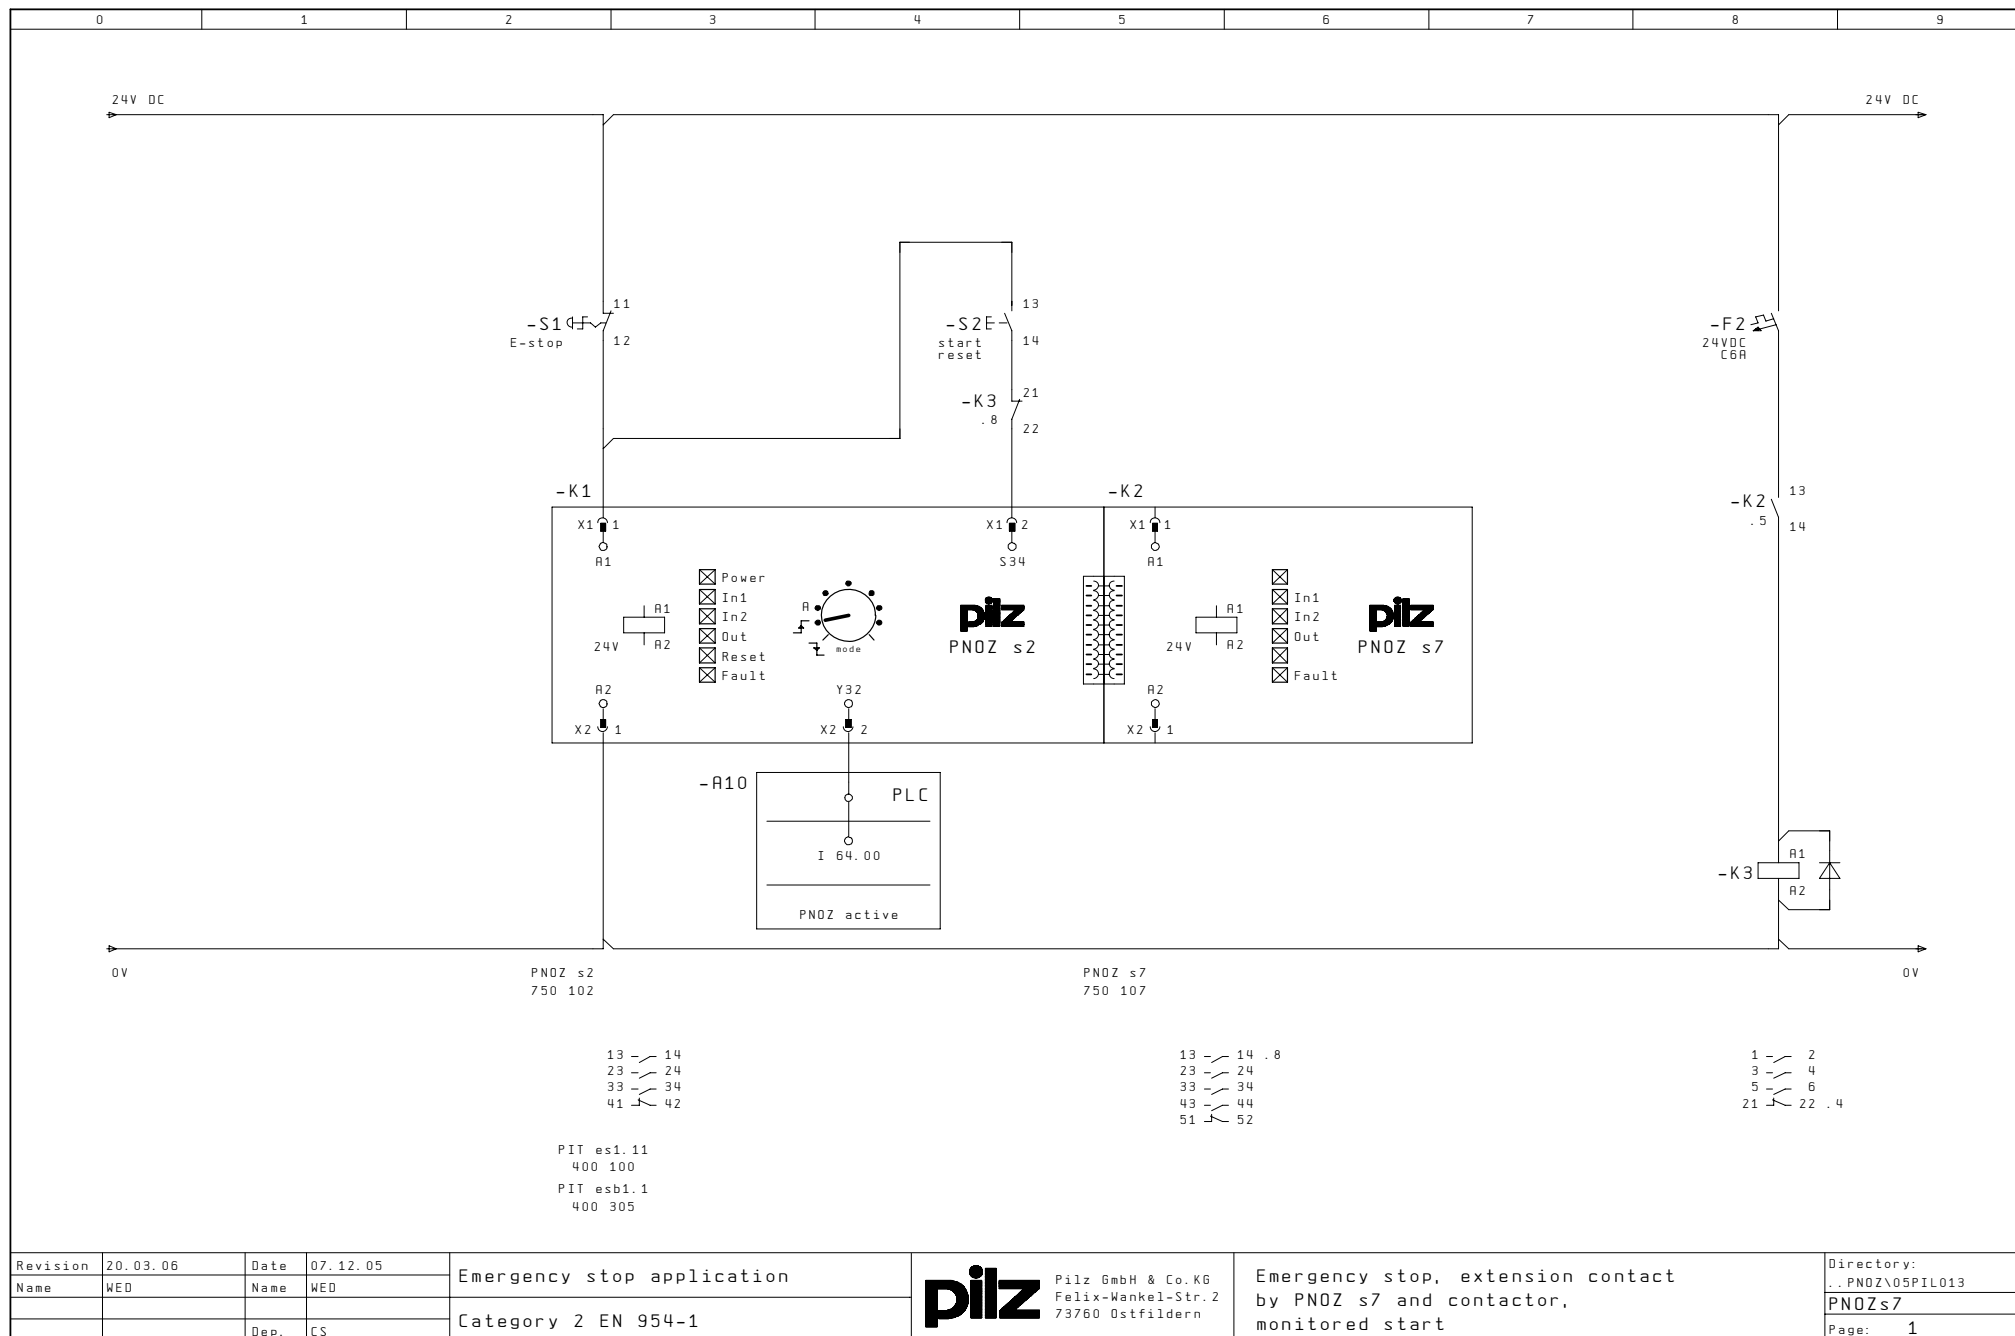 0 1 2 3 4 5 6 7 8 9
24V DC
24V DC
-S1
E-stop
11
12
-S2
start
reset
13
14
-K3
.8
21
22
-F2
24VDC
C6A
-K2
.5
13
14
-K1
-K2
X1 1
A1
X1 2
S34
X1 1
A1
A1
A2
24V
Power
In1
In2
Out
Reset
Fault
A
mode
pilz
PNOZ s2
A1
A2
24V
In1
In2
Out
Fault
pilz
PNOZ s7
A2
X2 1
Y32
X2 2
A2
X2 1
-A10
PLC
I 64.00
PNOZ active
-K3
A1
A2
0V
0V
PNOZ s2
750 102
PNOZ s7
750 107
13 14
23 24
33 34
41 42
13 14 .8
23 24
33 34
43 44
51 52
1 2
3 4
5 6
21 22 .4
PIT es1.11
400 100
PIT esb1.1
400 305
Revision 20.03.06 Date 07.12.05
Name WED Name WED
Dep. CS
Emergency stop application
Category 2 EN 954-1
pilz
Pilz GmbH & Co.KG
Felix-Wankel-Str.2
73760 Ostfildern
Emergency stop, extension contact
by PNOZ s7 and contactor,
monitored start
Directory:
..PNOZ\05PIL013
PNOZs7
Page: 1